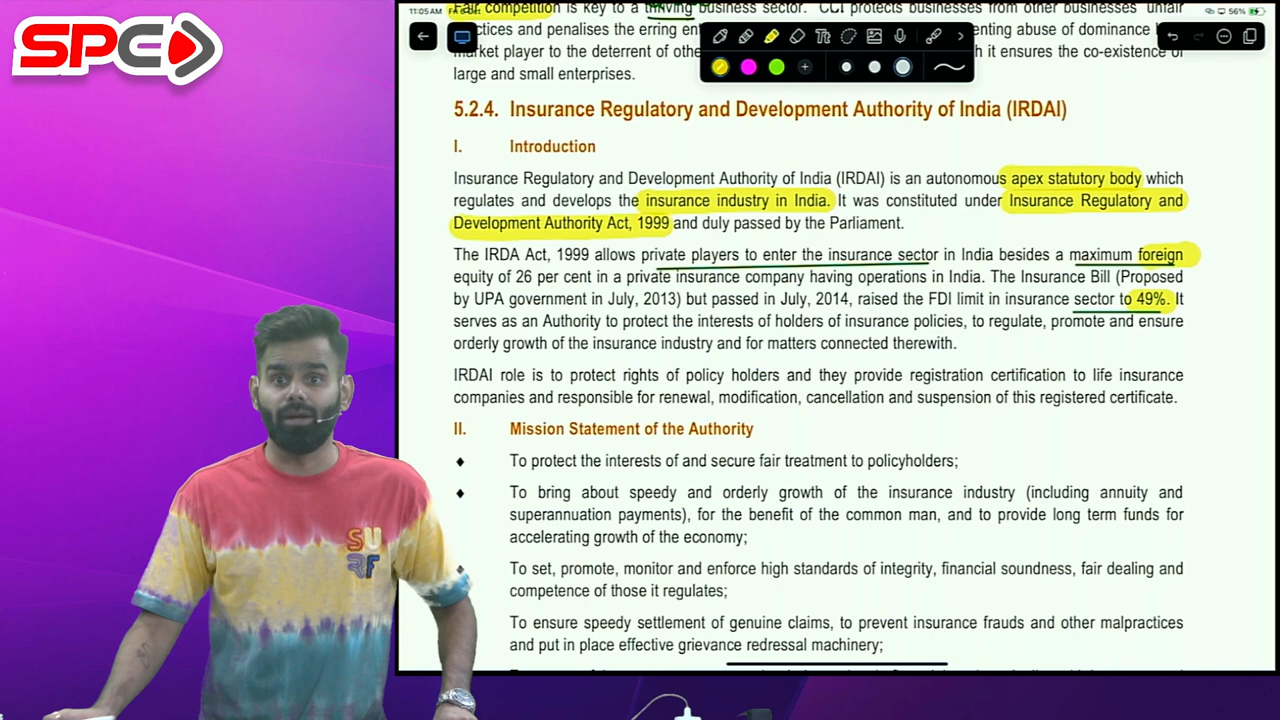 SPC
11:05 AM Fri 56%
Fair competition is key to a thriving business sector. CCI protects businesses from other businesses' unfair
practices and penalises the erring ent enting abuse of dominance
market player to the deterrent of othe h it ensures the co-existence of
large and small enterprises.
5.2.4. Insurance Regulatory and Development Authority of India (IRDAI)
I. Introduction
Insurance Regulatory and Development Authority of India (IRDAI) is an autonomous apex statutory body which
regulates and develops the insurance industry in India. It was constituted under Insurance Regulatory and
Development Authority Act, 1999 and duly passed by the Parliament.
The IRDA Act, 1999 allows private players to enter the insurance sector in India besides a maximum foreign
equity of 26 per cent in a private insurance company having operations in India. The Insurance Bill (Proposed
by UPA government in July, 2013) but passed in July, 2014, raised the FDI limit in insurance sector to 49%. It
serves as an Authority to protect the interests of holders of insurance policies, to regulate, promote and ensure
orderly growth of the insurance industry and for matters connected therewith.
IRDAI role is to protect rights of policy holders and they provide registration certification to life insurance
companies and responsible for renewal, modification, cancellation and suspension of this registered certificate.
II. Mission Statement of the Authority
♦ To protect the interests of and secure fair treatment to policyholders;
♦ To bring about speedy and orderly growth of the insurance industry (including annuity and
superannuation payments), for the benefit of the common man, and to provide long term funds for
accelerating growth of the economy;
♦ To set, promote, monitor and enforce high standards of integrity, financial soundness, fair dealing and
competence of those it regulates;
To ensure speedy settlement of genuine claims, to prevent insurance frauds and other malpractices
and put in place effective grievance redressal machinery;
SURF